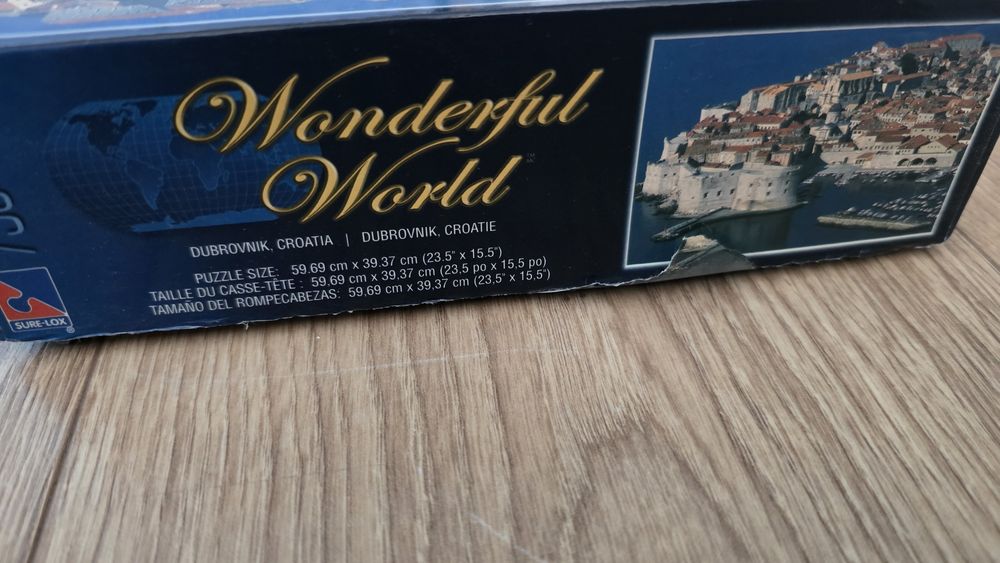 Wonderful
World™
MC
DUBROVNIK, CROATIA | DUBROVNIK, CROATIE
PUZZLE SIZE: 59.69 cm x 39.37 cm (23.5" x 15.5")
TAILLE DU CASSE-TÊTE : 59,69 cm x 39,37 cm (23,5 po x 15,5 po)
TAMAÑO DEL ROMPECABEZAS: 59,69 cm x 39,37 cm (23,5" x 15,5")
SURE-LOX®